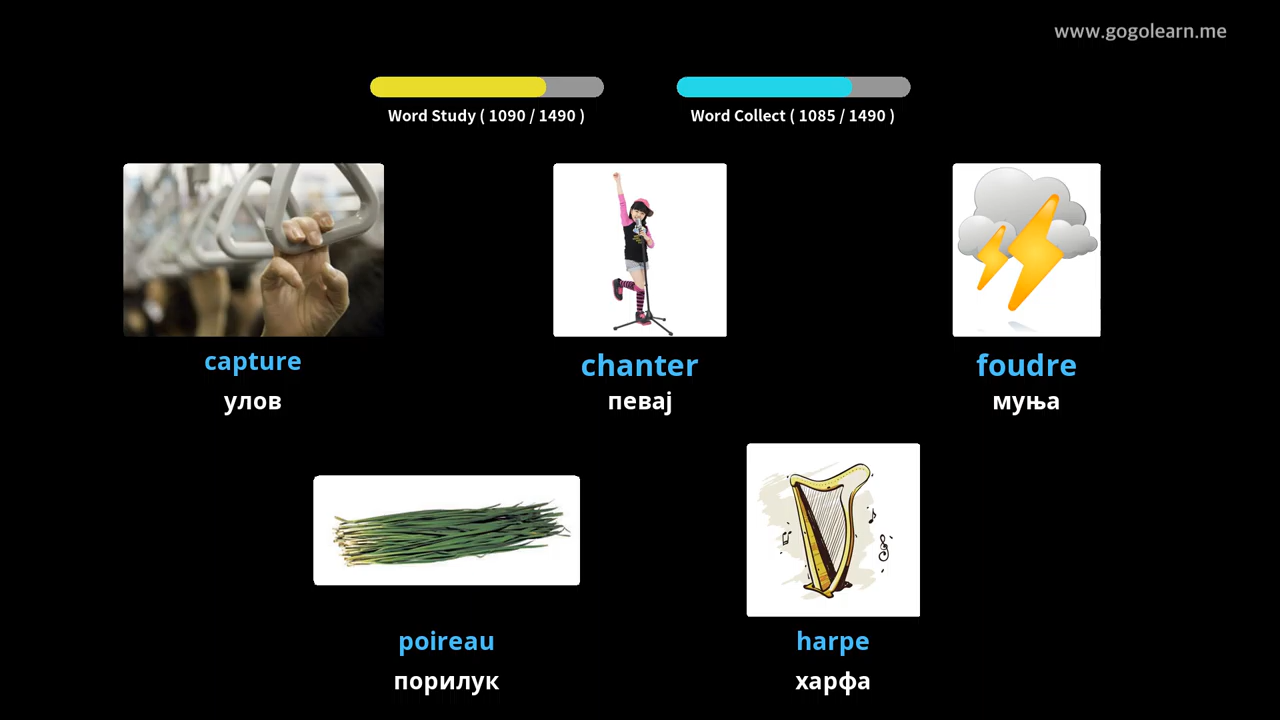 www.gogolearn.me
Word Study ( 1090 / 1490 )
Word Collect ( 1085 / 1490 )
capture
улов
chanter
певај
foudre
муња
poireau
порилук
harpe
харфа